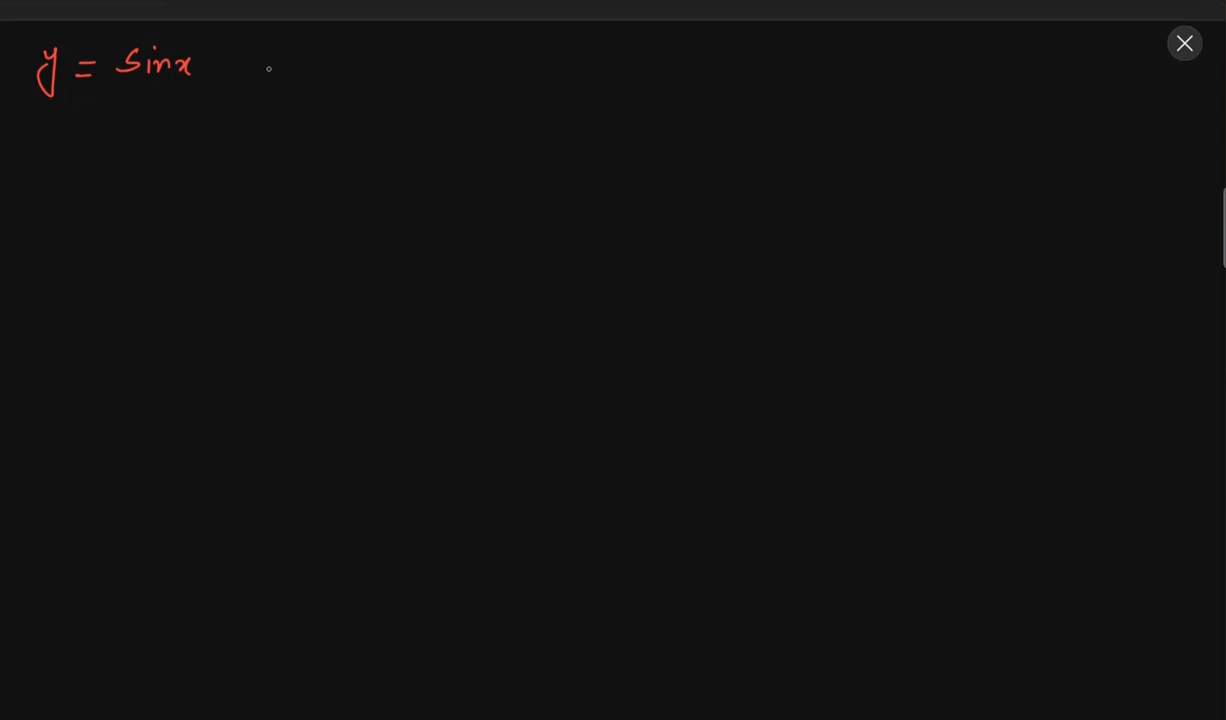 y = sinx